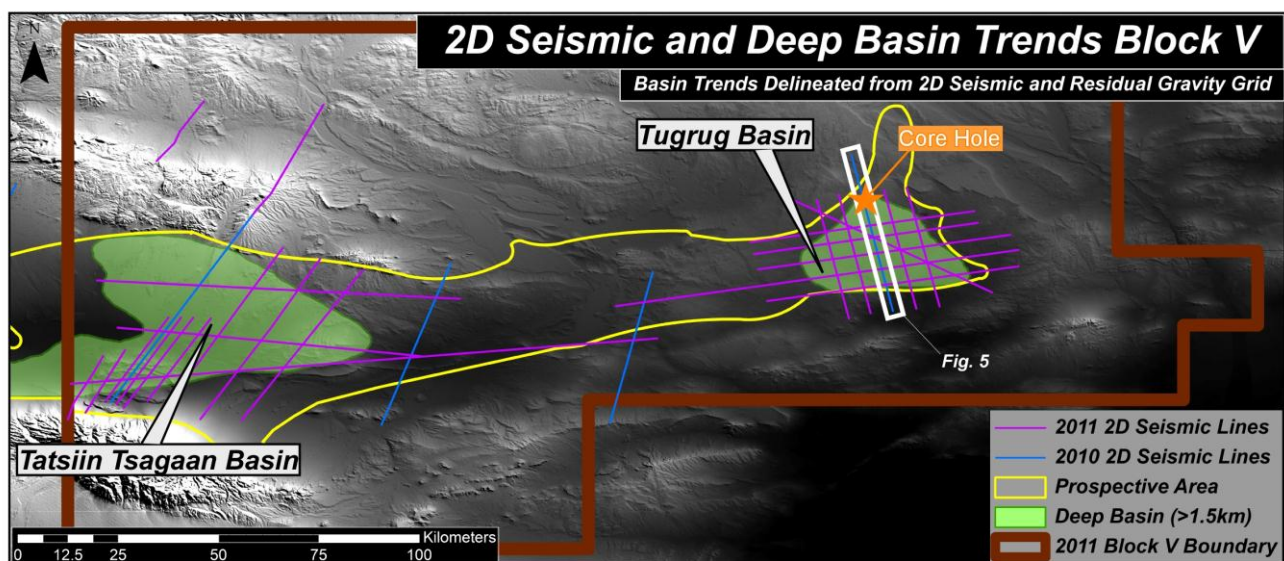 N
2D Seismic and Deep Basin Trends Block V
Basin Trends Delineated from 2D Seismic and Residual Gravity Grid
Tugrug Basin
Core Hole
Fig. 5
Tatsiin Tsagaan Basin
2011 2D Seismic Lines
2010 2D Seismic Lines
Prospective Area
Deep Basin (>1.5km)
2011 Block V Boundary
Kilometers
0 12.5 25 50 75 100